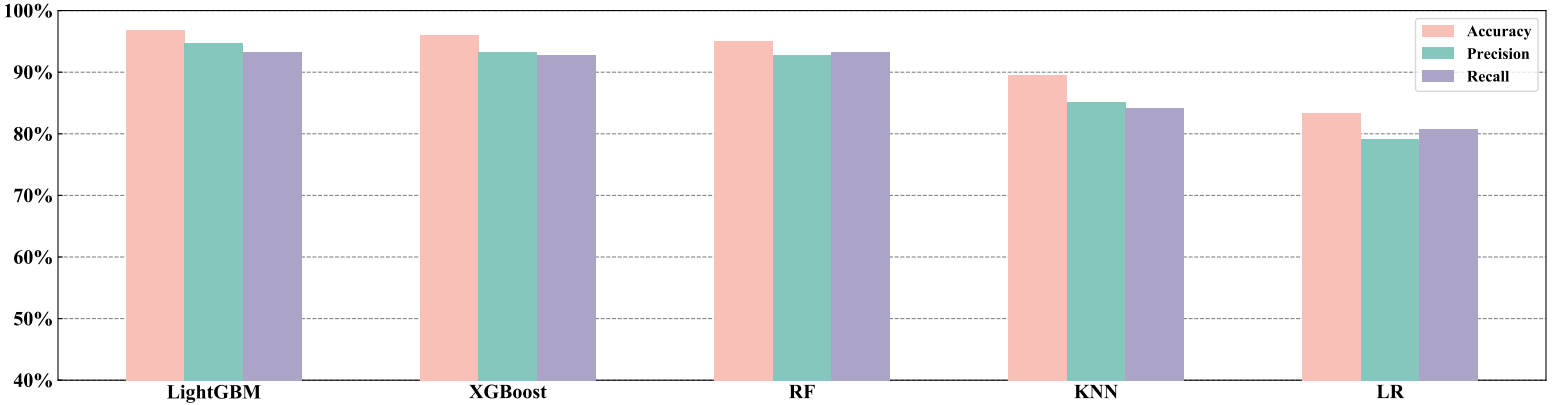 100%
90%
80%
70%
60%
50%
40%
Accuracy
Precision
Recall
LightGBM XGBoost RF KNN LR